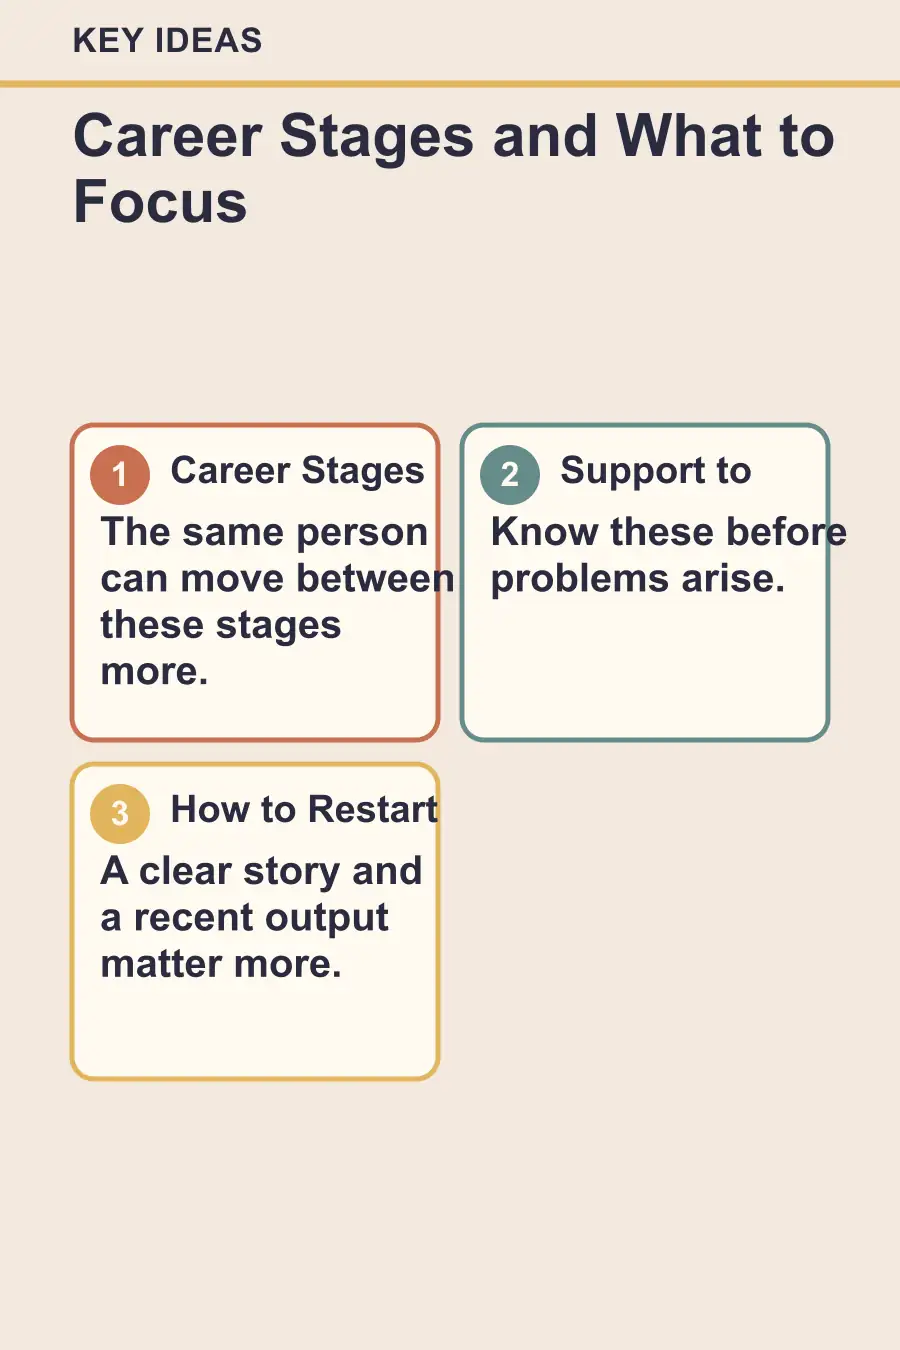 KEY IDEAS
Career Stages and What to
Focus
1 Career Stages
The same person
can move between
these stages
more.
2 Support to
Know these before
problems arise.
3 How to Restart
A clear story and
a recent output
matter more.